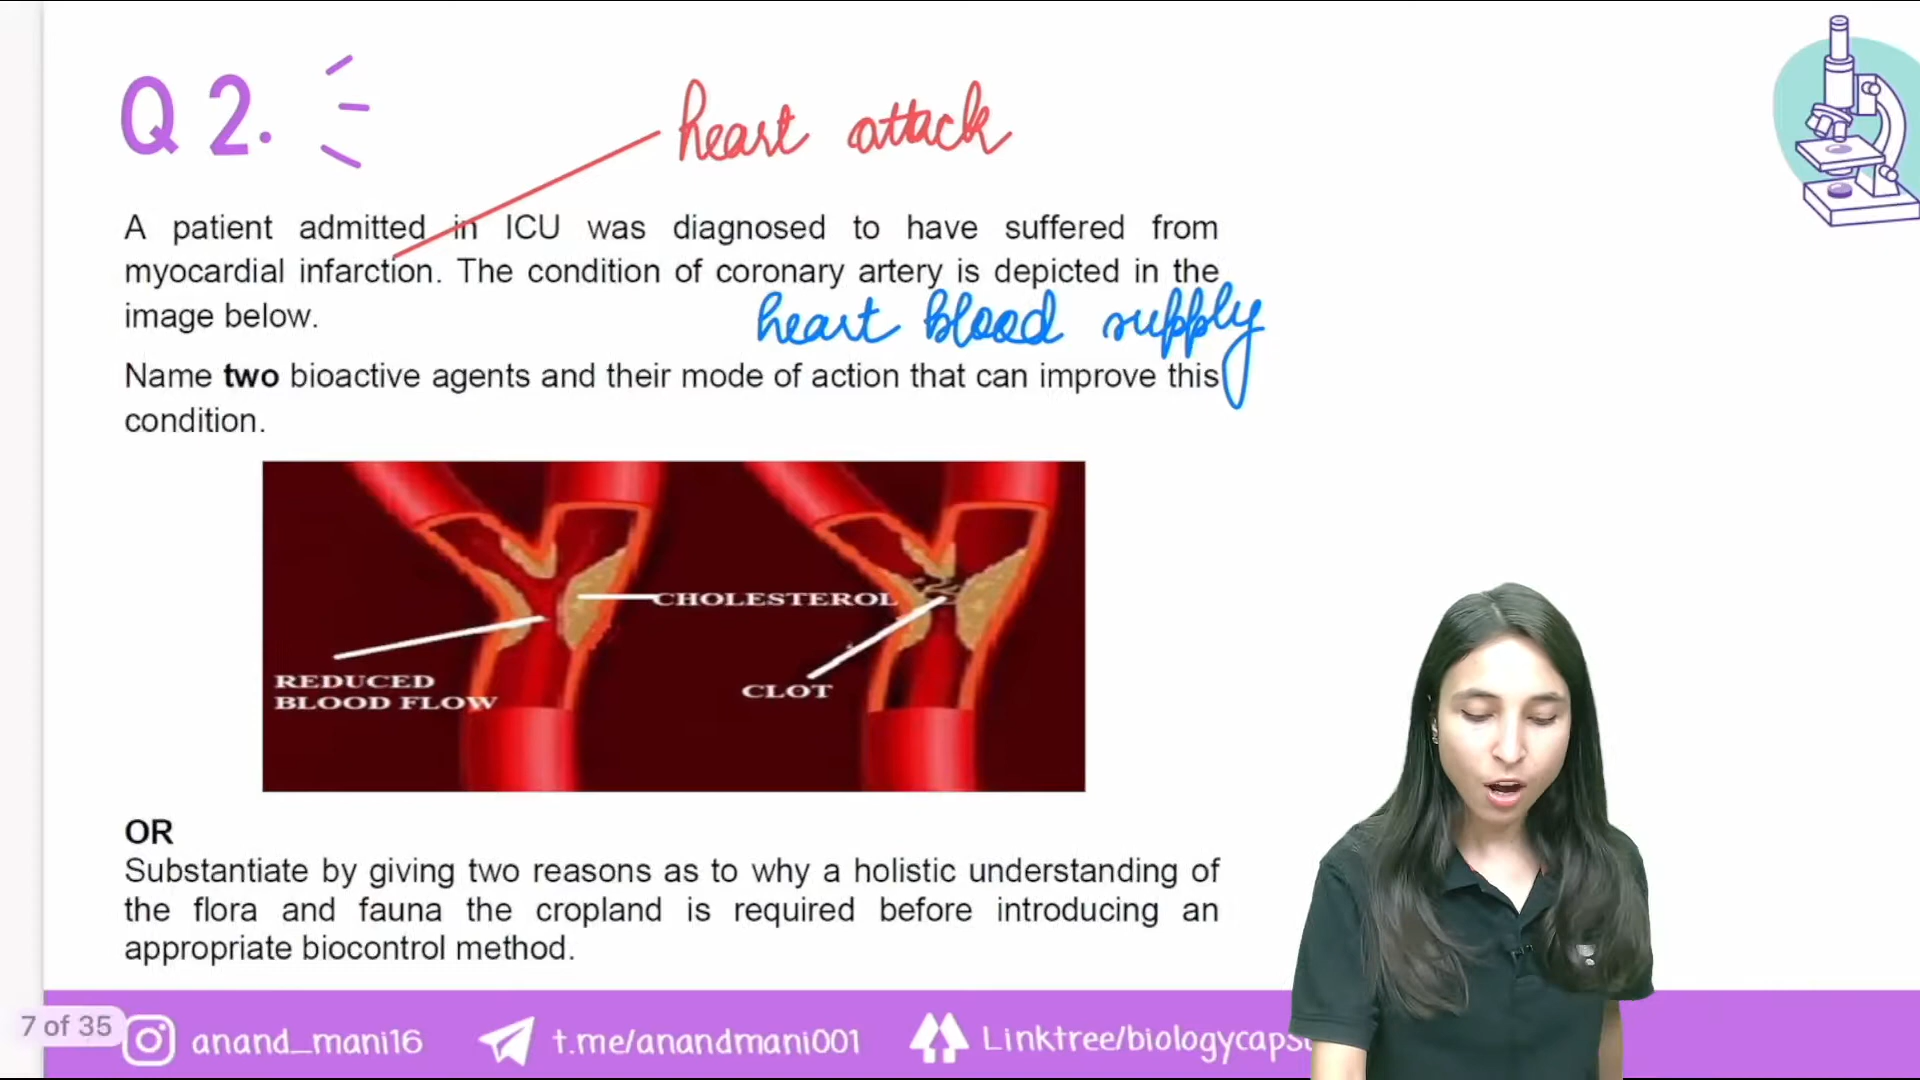 Q 2.
heart attack
A patient admitted in ICU was diagnosed to have suffered from
myocardial infarction. The condition of coronary artery is depicted in the
image below.
heart blood supply
Name two bioactive agents and their mode of action that can improve this
condition.
CHOLESTEROL
REDUCED
BLOOD FLOW
CLOT
OR
Substantiate by giving two reasons as to why a holistic understanding of
the flora and fauna the cropland is required before introducing an
appropriate biocontrol method.
7 of 35
anand_mani16
t.me/anandmani001
Linktree/biologycaps